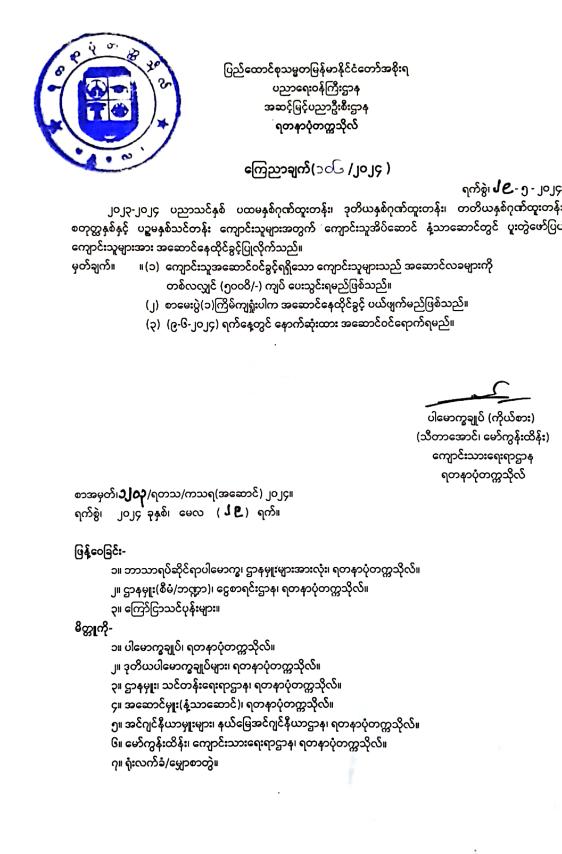 ရတနာပုံတက္ကသိုလ်
ပြည်ထောင်စုသမ္မတမြန်မာနိုင်ငံတော်အစိုးရ
ပညာရေးဝန်ကြီးဌာန
အဆင့်မြင့်ပညာဦးစီးဌာန
ရတနာပုံတက္ကသိုလ်
ကြေညာချက်( /၂၀၂၄ )
ရက်စွဲ၊ ၂၉-၅-၂၀၂၄
၂၀၂၃-၂၀၂၄ ပညာသင်နှစ် ပထမနှစ်ဂုဏ်ထူးတန်း၊ ဒုတိယနှစ်ဂုဏ်ထူးတန်း၊ တတိယနှစ်ဂုဏ်ထူးတန်း
စတုတ္ထနှစ်နှင့် ပဉ္စမနှစ်သင်တန်း ကျောင်းသူများအတွက် ကျောင်းသူအိပ်ဆောင် နံ့သာဆောင်တွင် ပူးတွဲဖော်ပြပ
ကျောင်းသူများအား အဆောင်နေထိုင်ခွင့်ပြုလိုက်သည်။
မှတ်ချက်။ ။(၁) ကျောင်းသူအဆောင်ဝင်ခွင့်ရရှိသော ကျောင်းသူများသည် အဆောင်လခများကို
တစ်လလျှင် (၅၀၀ဝိ/-) ကျပ် ပေးသွင်းရမည်ဖြစ်သည်။
(၂) စာမေးပွဲ(၁)ကြိမ်ကျရှုံးပါက အဆောင်နေထိုင်ခွင့် ပယ်ဖျက်မည်ဖြစ်သည်။
(၃) (၉-၆-၂၀၂၄) ရက်နေ့တွင် နောက်ဆုံးထား အဆောင်ဝင်ရောက်ရမည်။
ပါမောက္ခချုပ် (ကိုယ်စား)
(သီတာအောင်၊ မော်ကွန်းထိန်း)
ကျောင်းသားရေးရာဌာန
ရတနာပုံတက္ကသိုလ်
စာအမှတ်၊ /ရတသ/ကသရ(အဆောင်) ၂၀၂၄။
ရက်စွဲ၊ ၂၀၂၄ ခုနှစ်၊ မေလ (၂၉) ရက်။
ဖြန့်ဝေခြင်း-
၁။ ဘာသာရပ်ဆိုင်ရာပါမောက္ခ၊ ဌာနမှူးများအားလုံး၊ ရတနာပုံတက္ကသိုလ်။
၂။ ဌာနမှူး(စီမံ/ဘဏ္ဍာ)၊ ငွေစာရင်းဌာန၊ ရတနာပုံတက္ကသိုလ်။
၃။ ကြော်ငြာသင်ပုန်းများ။
မိတ္တူကို-
၁။ ပါမောက္ခချုပ်၊ ရတနာပုံတက္ကသိုလ်။
၂။ ဒုတိယပါမောက္ခချုပ်များ၊ ရတနာပုံတက္ကသိုလ်။
၃။ ဌာနမှူး၊ သင်တန်းရေးရာဌာန၊ ရတနာပုံတက္ကသိုလ်။
၄။ အဆောင်မှူး(နံ့သာဆောင်)၊ ရတနာပုံတက္ကသိုလ်။
၅။ အင်ဂျင်နီယာမှူးများ၊ နယ်မြေအင်ဂျင်နီယာဌာန၊ ရတနာပုံတက္ကသိုလ်။
၆။ မော်ကွန်းထိန်း၊ ကျောင်းသားရေးရာဌာန၊ ရတနာပုံတက္ကသိုလ်။
၇။ ရုံးလက်ခံ/မျှောစာတွဲ။